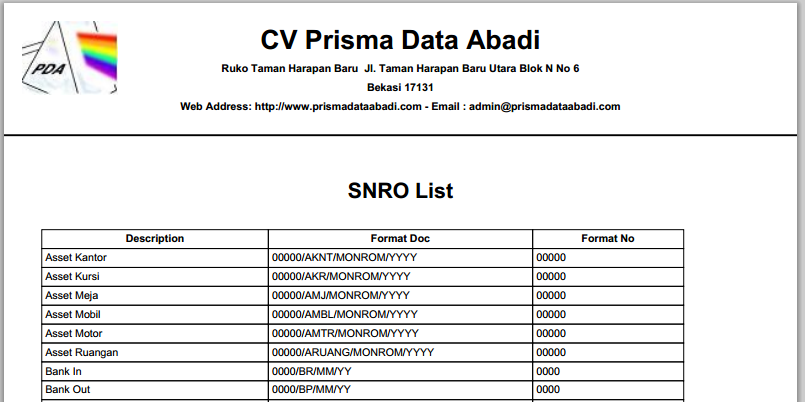 PDA
CV Prisma Data Abadi
Ruko Taman Harapan Baru Jl. Taman Harapan Baru Utara Blok N No 6
Bekasi 17131
Web Address: http://www.prismadataabadi.com - Email : admin@prismadataabadi.com
SNRO List
Description Format Doc Format No
Asset Kantor 00000/AKNT/MONROM/YYYY 00000
Asset Kursi 00000/AKR/MONROM/YYYY 00000
Asset Meja 00000/AMJ/MONROM/YYYY 00000
Asset Mobil 00000/AMBL/MONROM/YYYY 00000
Asset Motor 00000/AMTR/MONROM/YYYY 00000
Asset Ruangan 00000/ARUANG/MONROM/YYYY 00000
Bank In 0000/BR/MM/YY 0000
Bank Out 0000/BP/MM/YY 0000